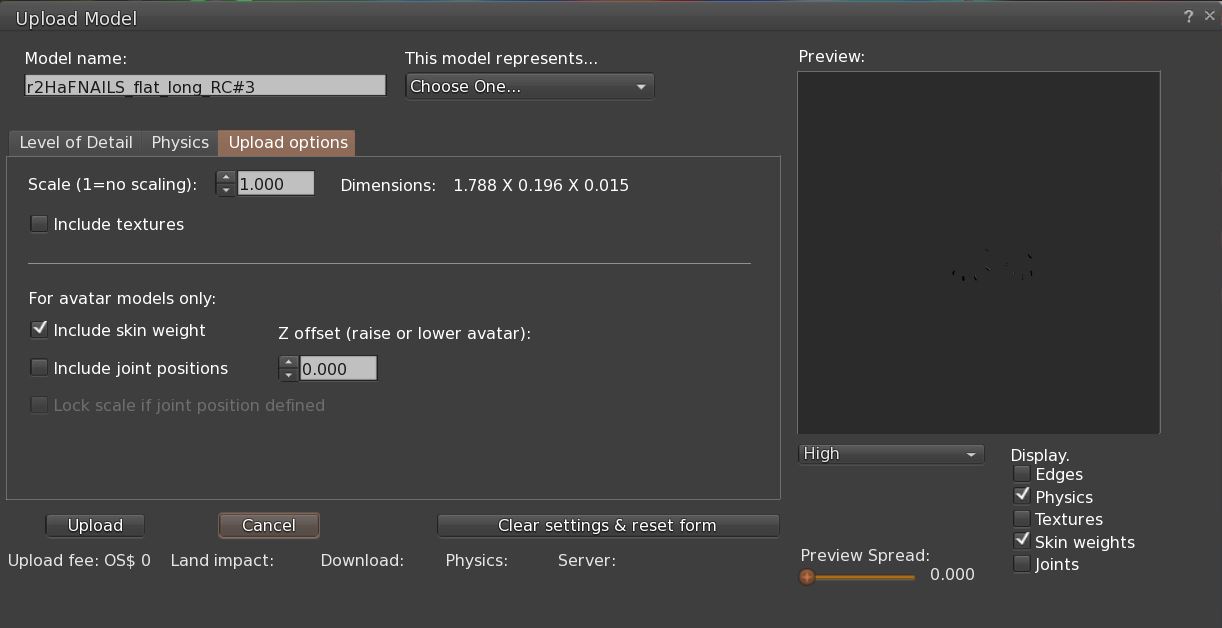 Upload Model
Model name:
r2HaFNAILS_flat_long_RC#3
This model represents...
Choose One...
Preview:
Level of Detail Physics Upload options
Scale (1=no scaling): 1.000 Dimensions: 1.788 X 0.196 X 0.015
Include textures
For avatar models only:
Include skin weight
Z offset (raise or lower avatar):
Include joint positions
0.000
Lock scale if joint position defined
High
Display.
Edges
Physics
Textures
Skin weights
Joints
Preview Spread:
0.000
Upload Cancel Clear settings & reset form
Upload fee: OS$ 0 Land impact: Download: Physics: Server: